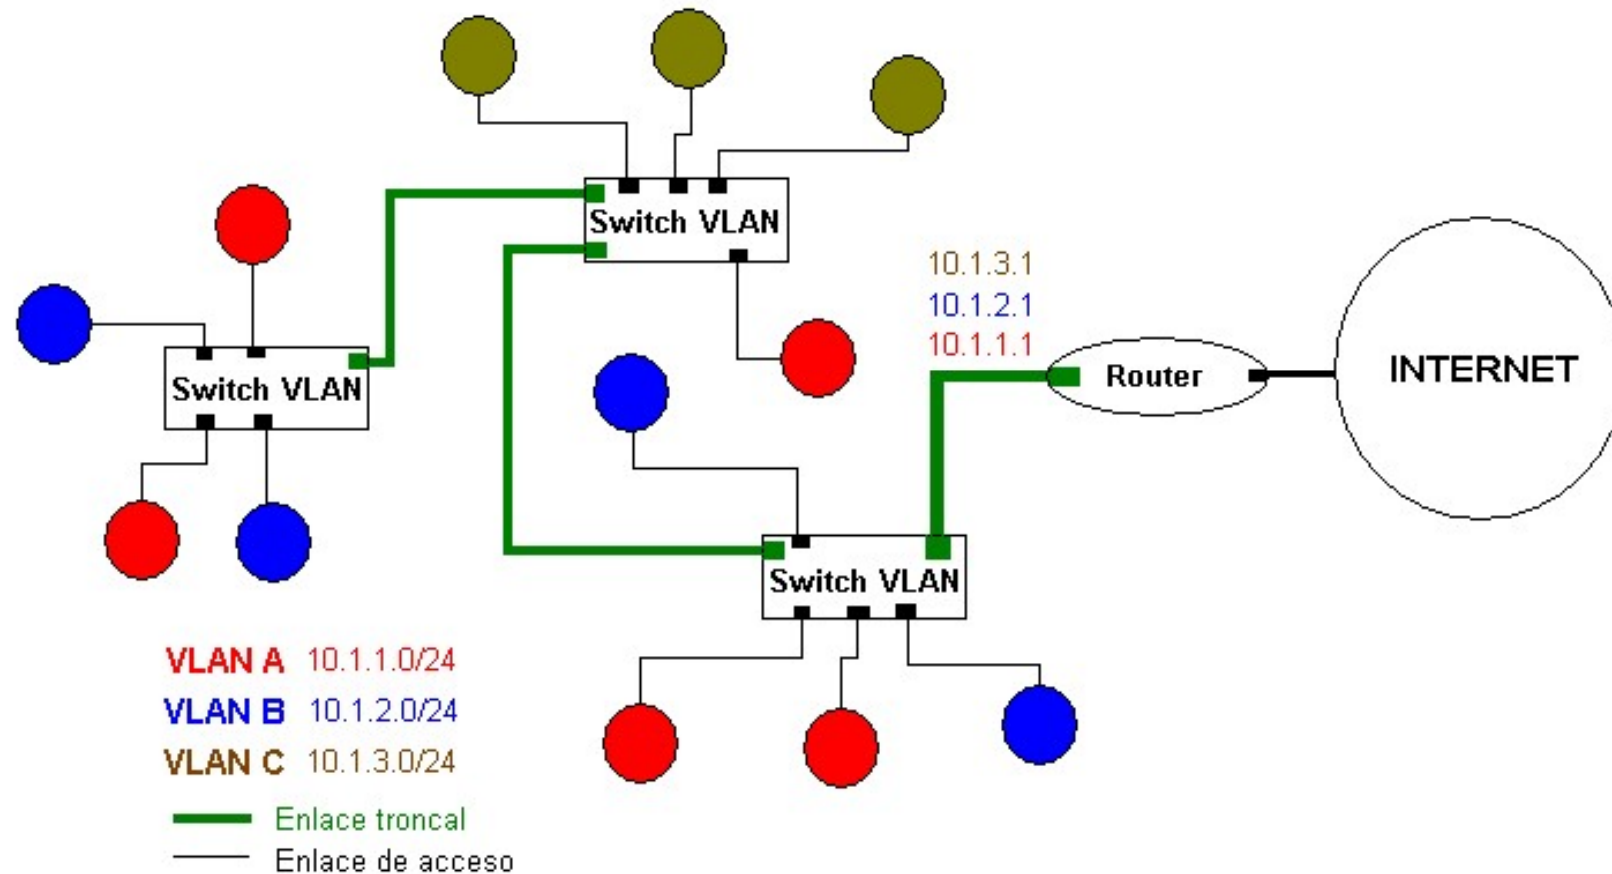 Switch VLAN
10.1.3.1
10.1.2.1
10.1.1.1
Router
INTERNET
Switch VLAN
Switch VLAN
VLAN A 10.1.1.0/24
VLAN B 10.1.2.0/24
VLAN C 10.1.3.0/24
Enlace troncal
Enlace de acceso